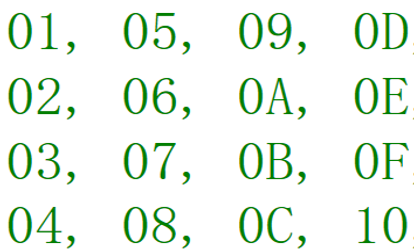 01, 05, 09, 0D,
02, 06, 0A, 0E,
03, 07, 0B, 0F,
04, 08, 0C, 10,